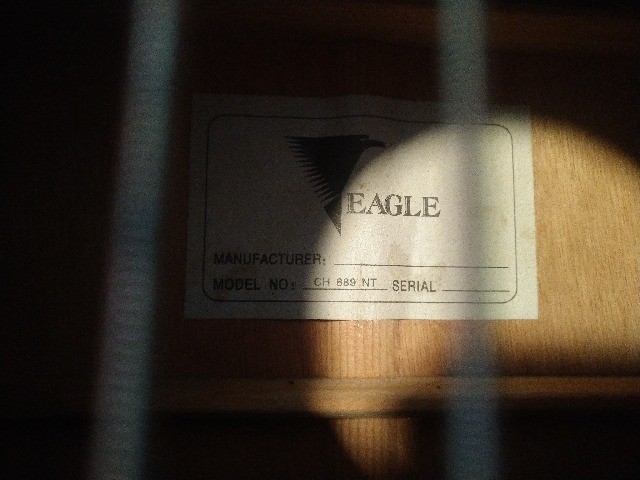 EAGLE
MANUFACTURER:
MODEL NO: CH 889 NT SERIAL